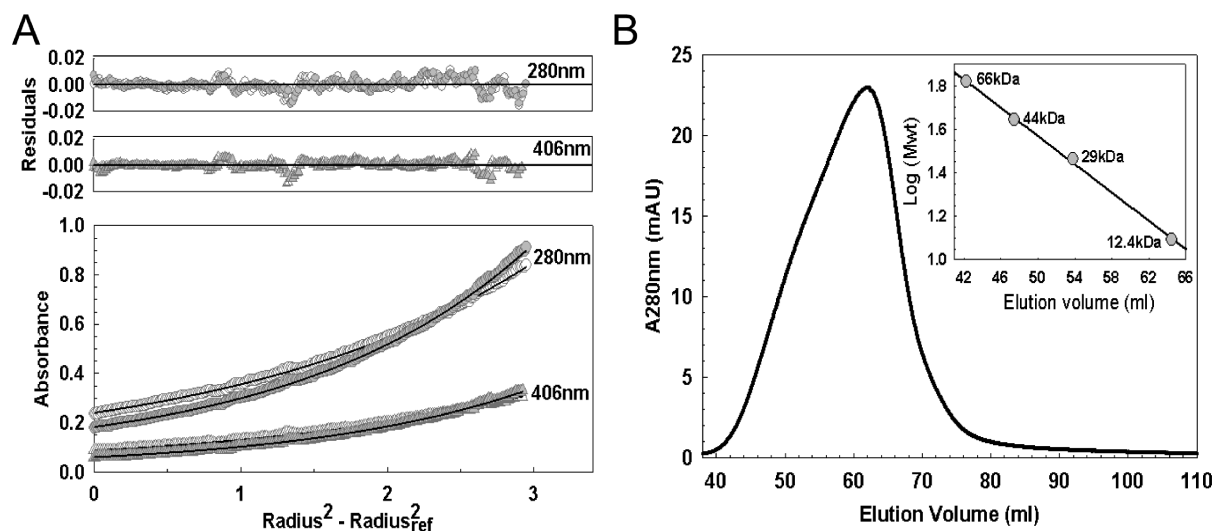 A
0.02
0.00
-0.02
280nm
0.02
0.00
-0.02
406nm
Residuals
1.0
0.8
0.6
0.4
0.2
0.0
Absorbance
280nm
406nm
0 1 2 3
Radius² - Radius²ref
B
25
20
15
10
5
0
A280nm (mAU)
40 50 60 70 80 90 100 110
Elution Volume (ml)
1.8
1.6
1.4
1.2
1.0
Log (Mwt)
66kDa
44kDa
29kDa
12.4kDa
42 46 50 54 58 62 66
Elution volume (ml)